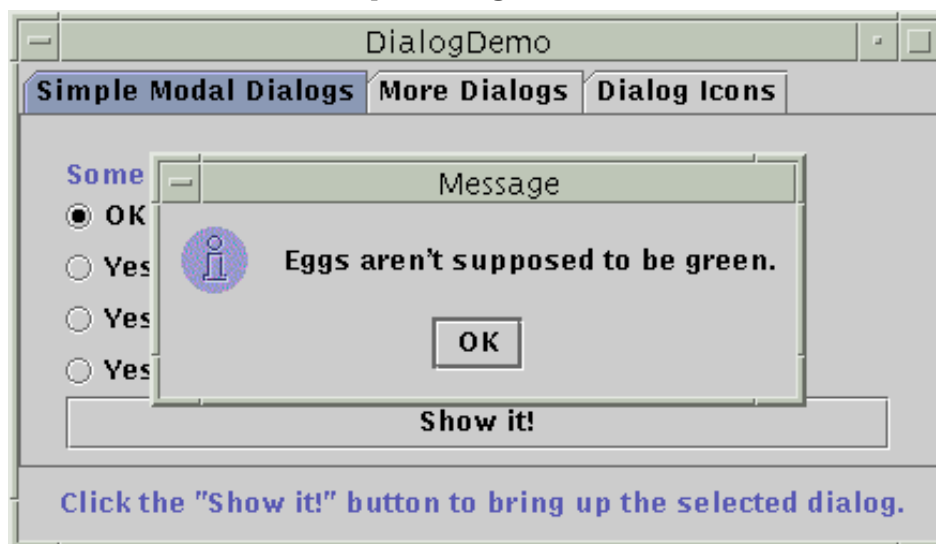 DialogDemo
Simple Modal Dialogs More Dialogs Dialog Icons
Some
Message
OK
Eggs aren't supposed to be green.
Yes
Yes
OK
Yes
Show it!
Click the "Show it!" button to bring up the selected dialog.